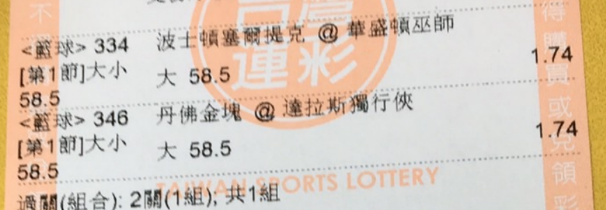 <籃球> 334 波士頓塞爾提克 @ 華盛頓巫師
[第1節]大小 大 58.5 1.74
58.5
<籃球> 346 丹佛金塊 @ 達拉斯獨行俠
[第1節]大小 大 58.5 1.74
58.5
過關(組合): 2關(1組); 共1組
TAIWAN SPORTS LOTTERY
運彩